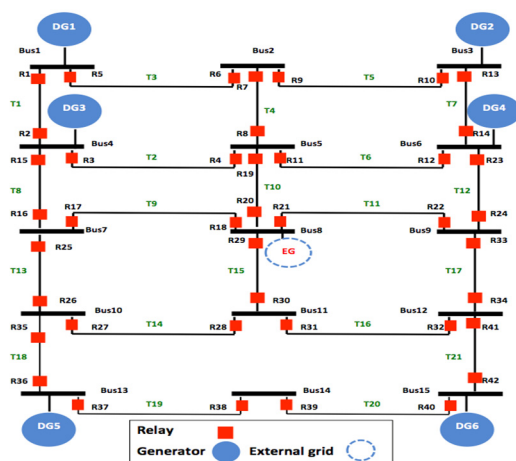 DG1
DG2
Bus1
Bus2
Bus3
R1
R5
R6
R7
R9
R10
R13
T3
T5
T1
DG3
T4
T7
DG4
R2
R8
R14
Bus4
Bus5
Bus6
R15
R3
T2
R4
R19
R11
T6
R12
R23
T8
T10
T12
R16
R17
T9
R18
R20
R21
T11
R22
R24
Bus7
Bus8
Bus9
R25
R29
EG
R33
T13
T15
T17
R26
R30
R34
Bus10
Bus11
Bus12
R35
R27
T14
R28
R31
T16
R32
R41
T18
T21
R36
R42
Bus13
Bus14
Bus15
DG5
R37
T19
R38
R39
T20
R40
DG6
Relay
Generator
External grid